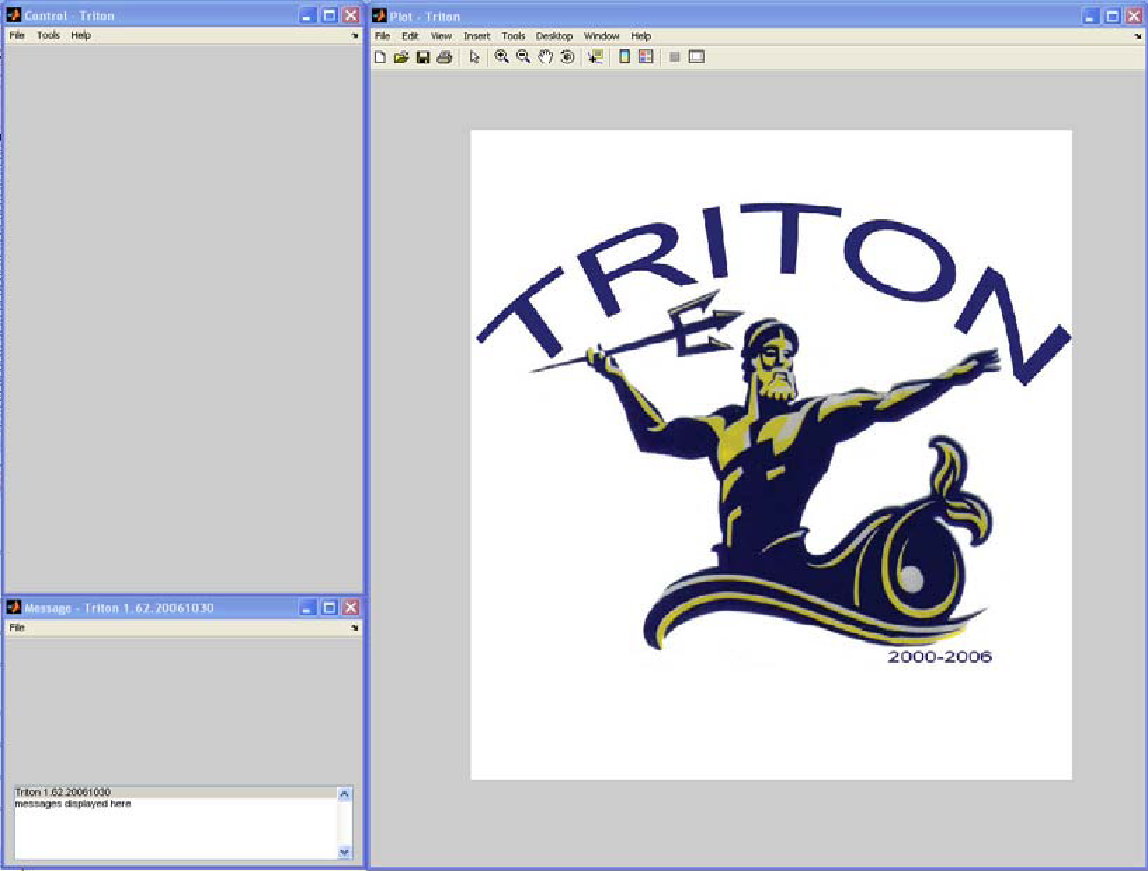 Control - Triton
File Tools Help
Plot - Triton
File Edit View Insert Tools Desktop Window Help
TRITON
2000-2006
Message - Triton 1.62.20061030
File
Triton 1.62.20061030
messages displayed here